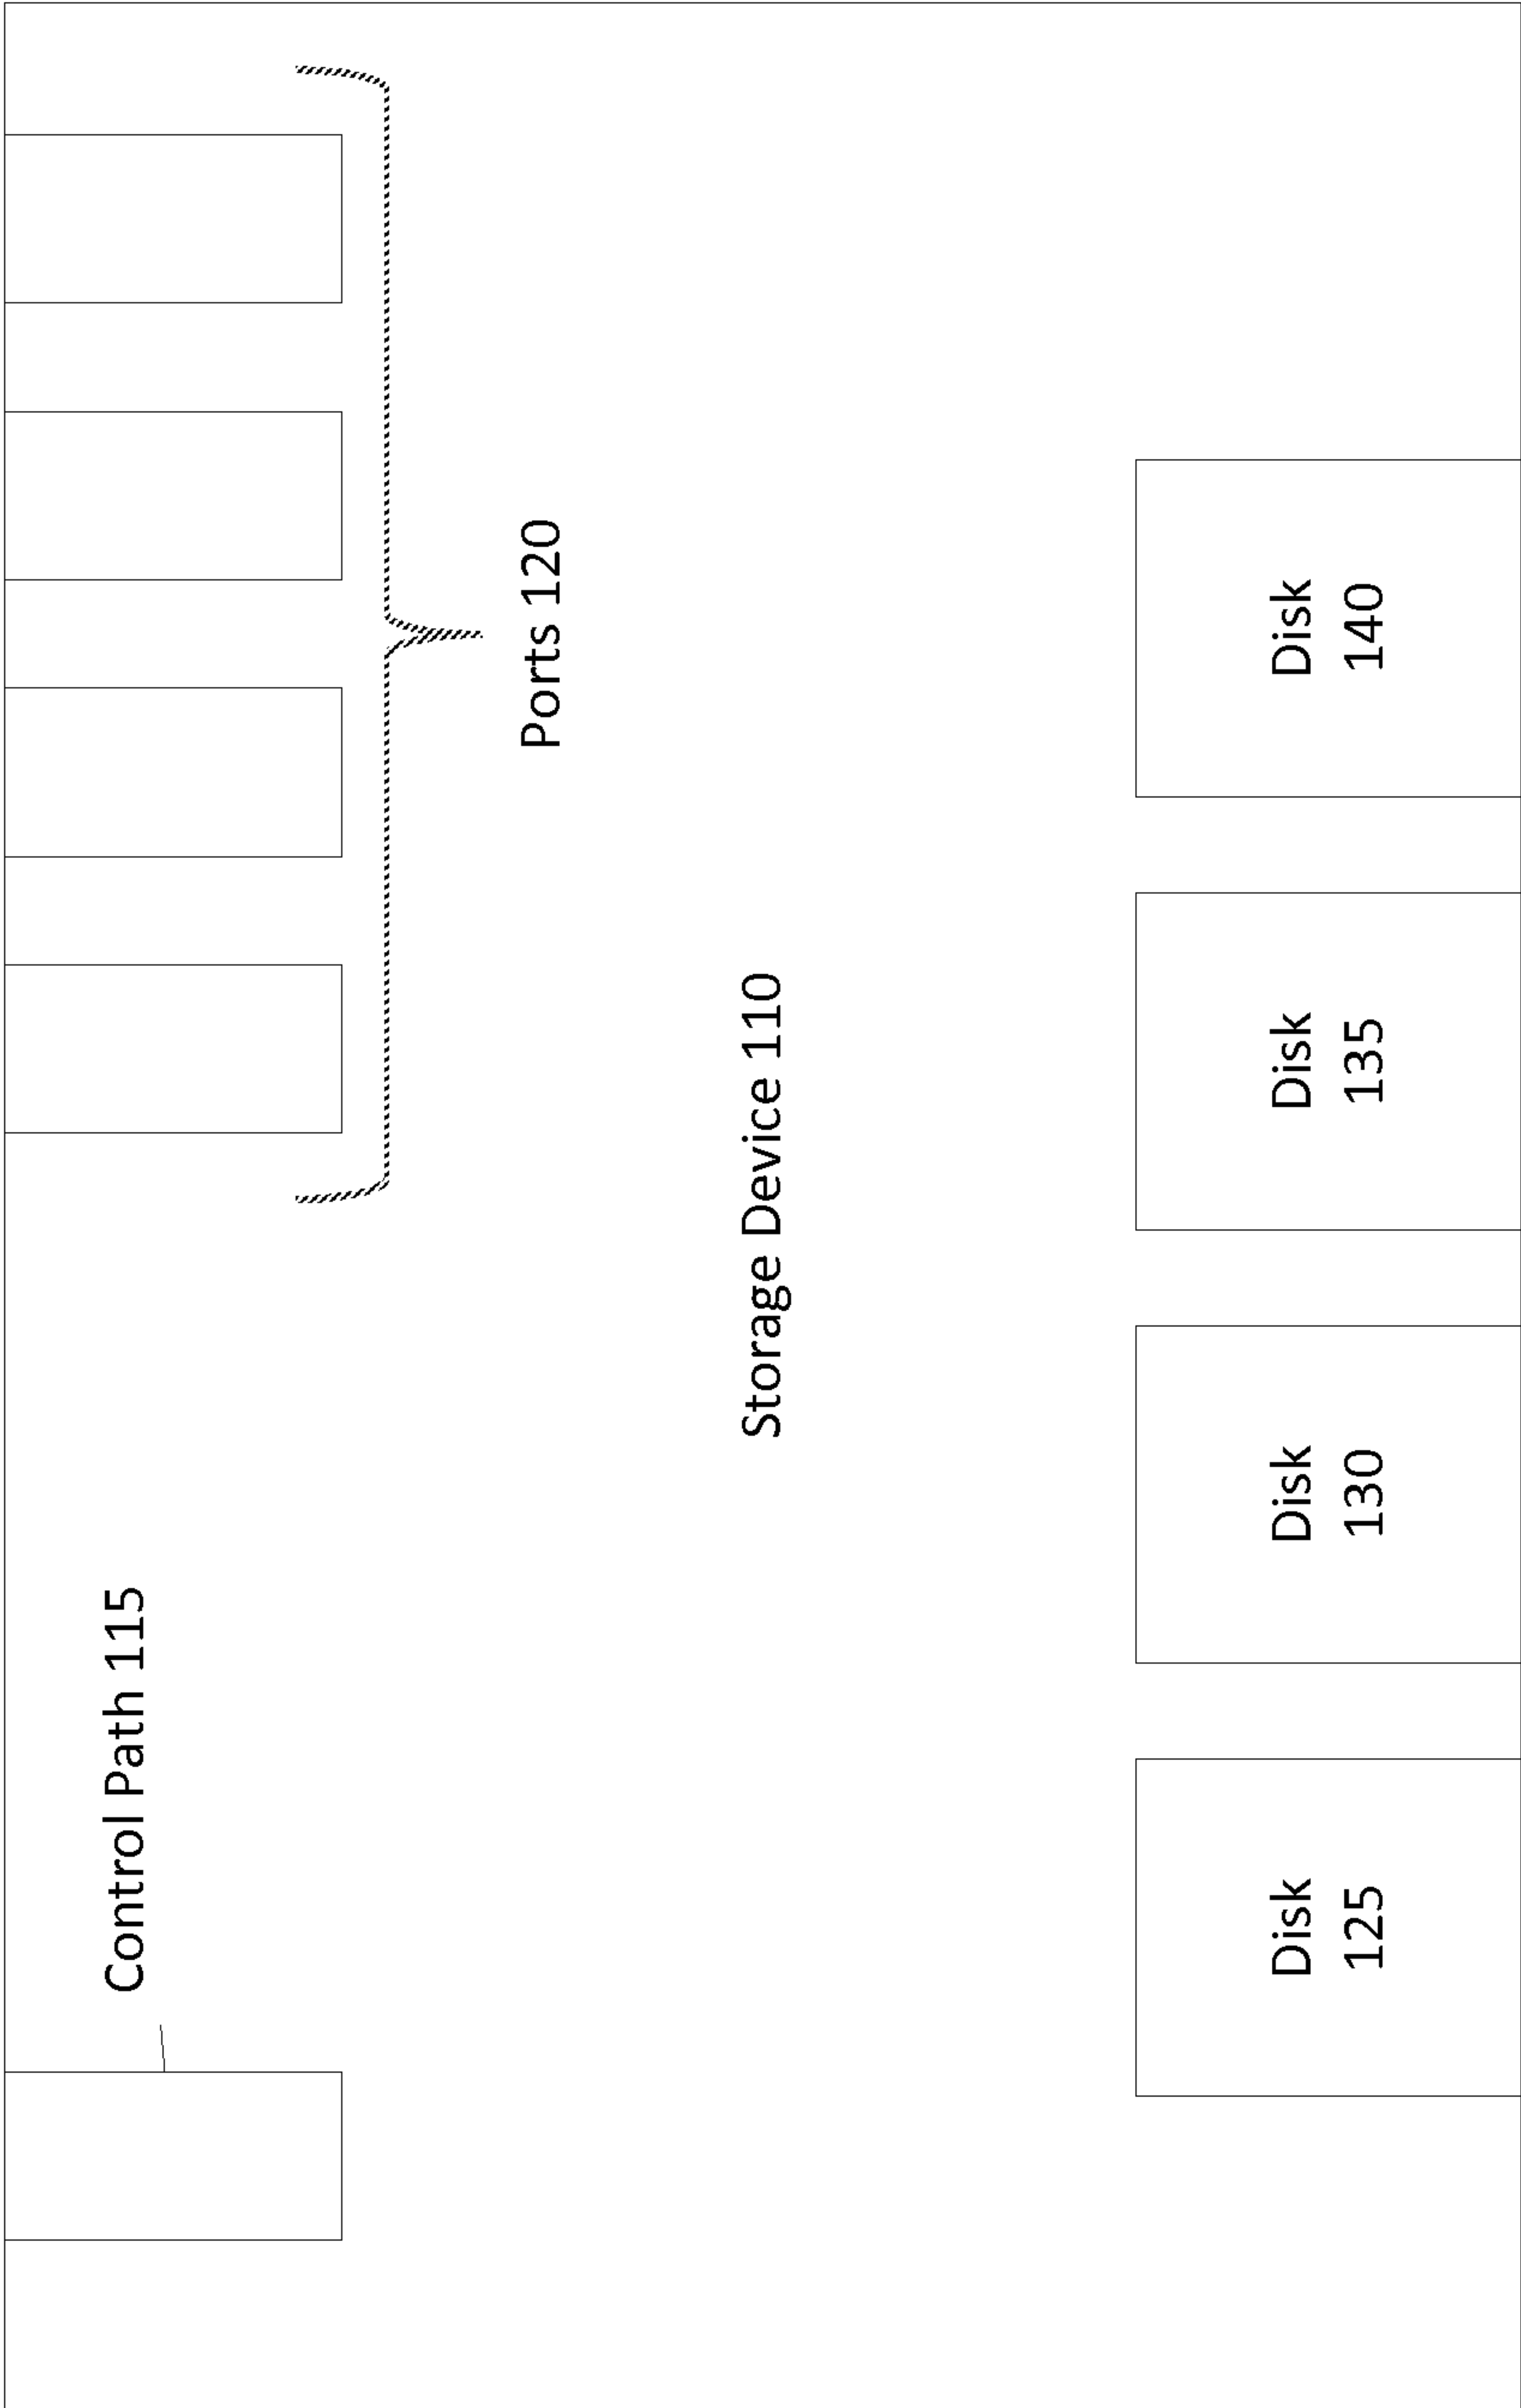 Control Path 115
Ports 120
Storage Device 110
Disk
125
Disk
130
Disk
135
Disk
140